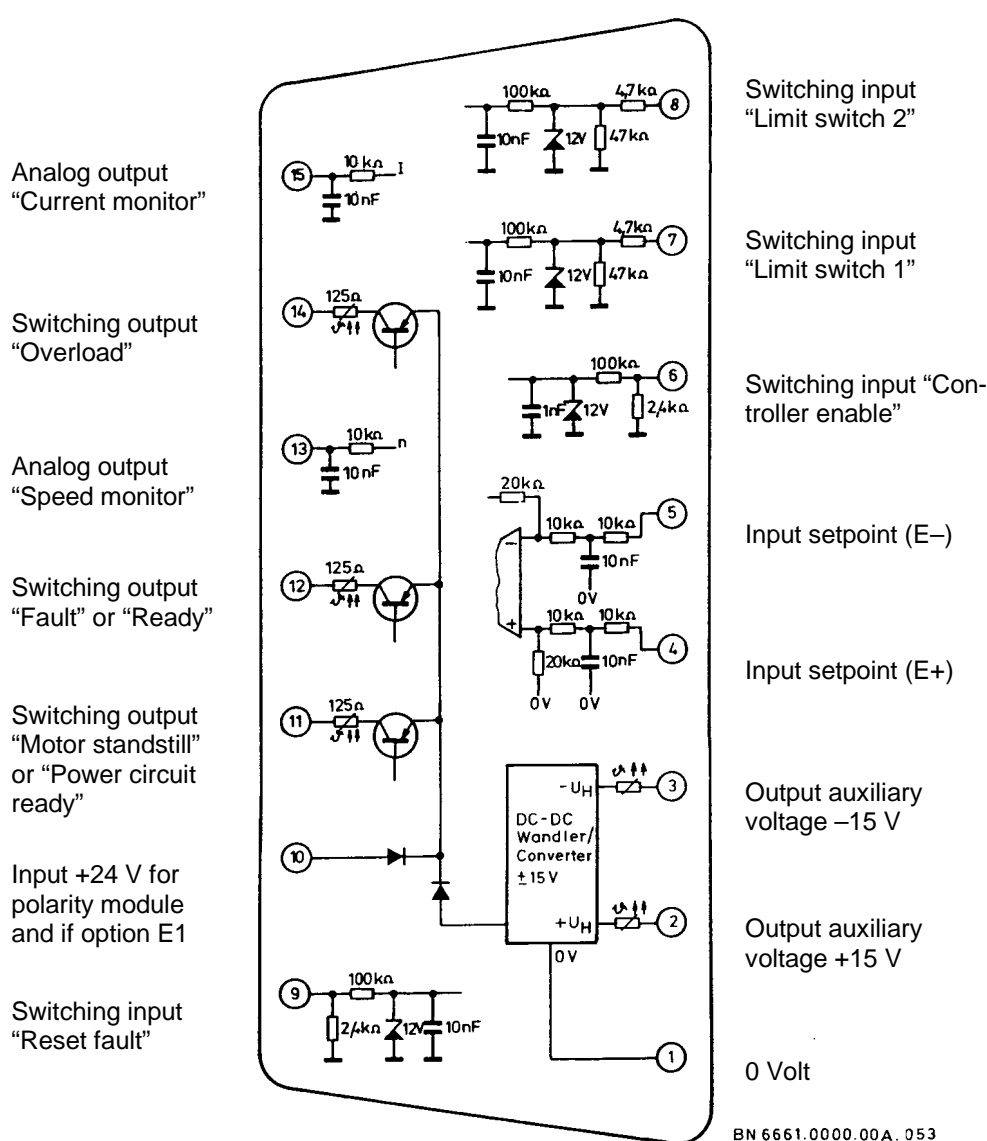 Analog output
“Current monitor”
Switching output
“Overload”
Analog output
“Speed monitor”
Switching output
“Fault” or “Ready”
Switching output
“Motor standstill”
or “Power circuit
ready”
Input +24 V for
polarity module
and if option E1
Switching input
“Reset fault”
15
10 kΩ
I
10 nF
14
125Ω
ϑ
13
10kΩ
n
10 nF
12
125Ω
ϑ
11
125Ω
ϑ
10
9
100kΩ
2,4kΩ
12V
10nF
100kΩ
4,7kΩ
8
10nF
12V
47kΩ
100kΩ
4,7kΩ
7
10nF
12V
47kΩ
100kΩ
6
1nF
12V
2,4kΩ
20kΩ
5
10kΩ
10kΩ
–
10nF
0V
+
10kΩ
10kΩ
4
20kΩ
10nF
0V
0V
-UH
ϑ
3
DC-DC
Wandler/
Converter
± 15V
+UH
ϑ
2
0V
1
Switching input
“Limit switch 2”
Switching input
“Limit switch 1”
Switching input “Con-
troller enable”
Input setpoint (E–)
Input setpoint (E+)
Output auxiliary
voltage –15 V
Output auxiliary
voltage +15 V
0 Volt
BN 6661.0000.00A. 053